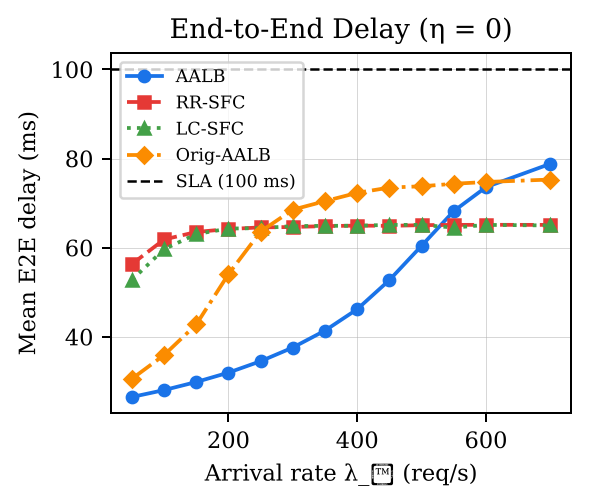 End-to-End Delay (η = 0)
100
80
60
40
Mean E2E delay (ms)
AALB
RR-SFC
LC-SFC
Orig-AALB
SLA (100 ms)
200
400
600
Arrival rate λ_™ (req/s)